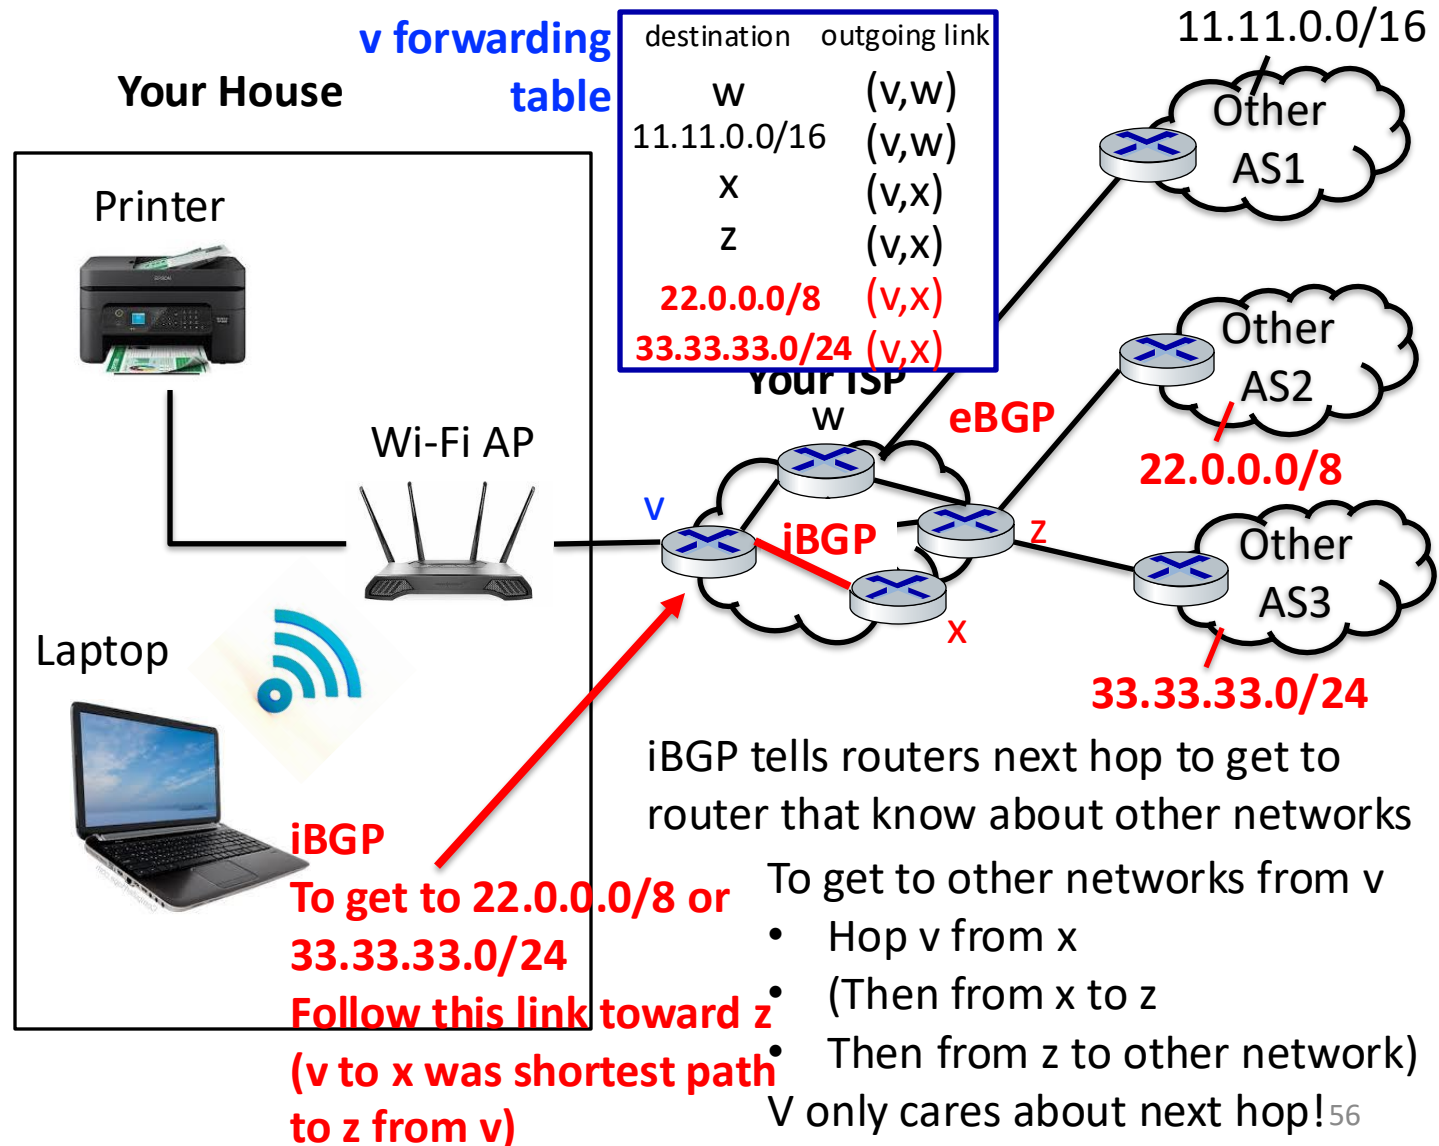 v forwarding
table
destination outgoing link
w (v,w)
11.11.0.0/16 (v,w)
x (v,x)
z (v,x)
22.0.0.0/8 (v,x)
33.33.33.0/24 (v,x)
11.11.0.0/16
Your House
Other
AS1
Printer
Other
AS2
22.0.0.0/8
Your ISP
w
eBGP
Wi-Fi AP
v
iBGP
z
x
Other
AS3
33.33.33.0/24
Laptop
iBGP
To get to 22.0.0.0/8 or
33.33.33.0/24
Follow this link toward z
(v to x was shortest path
to z from v)
iBGP tells routers next hop to get to
router that know about other networks
To get to other networks from v
• Hop v from x
• (Then from x to z
• Then from z to other network)
V only cares about next hop!
56